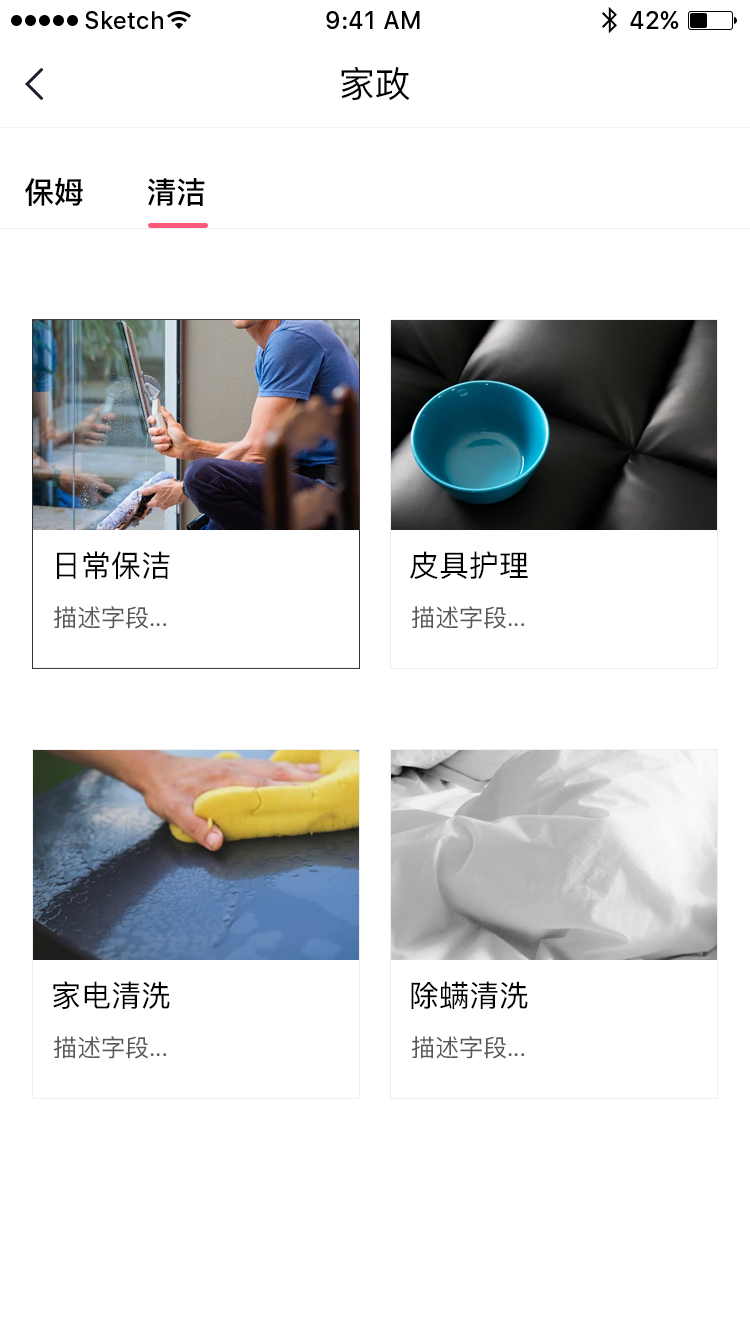 Sketch 9:41 AM 42%
家政
保姆 清洁
日常保洁 皮具护理
描述字段... 描述字段...
家电清洗 除螨清洗
描述字段... 描述字段...